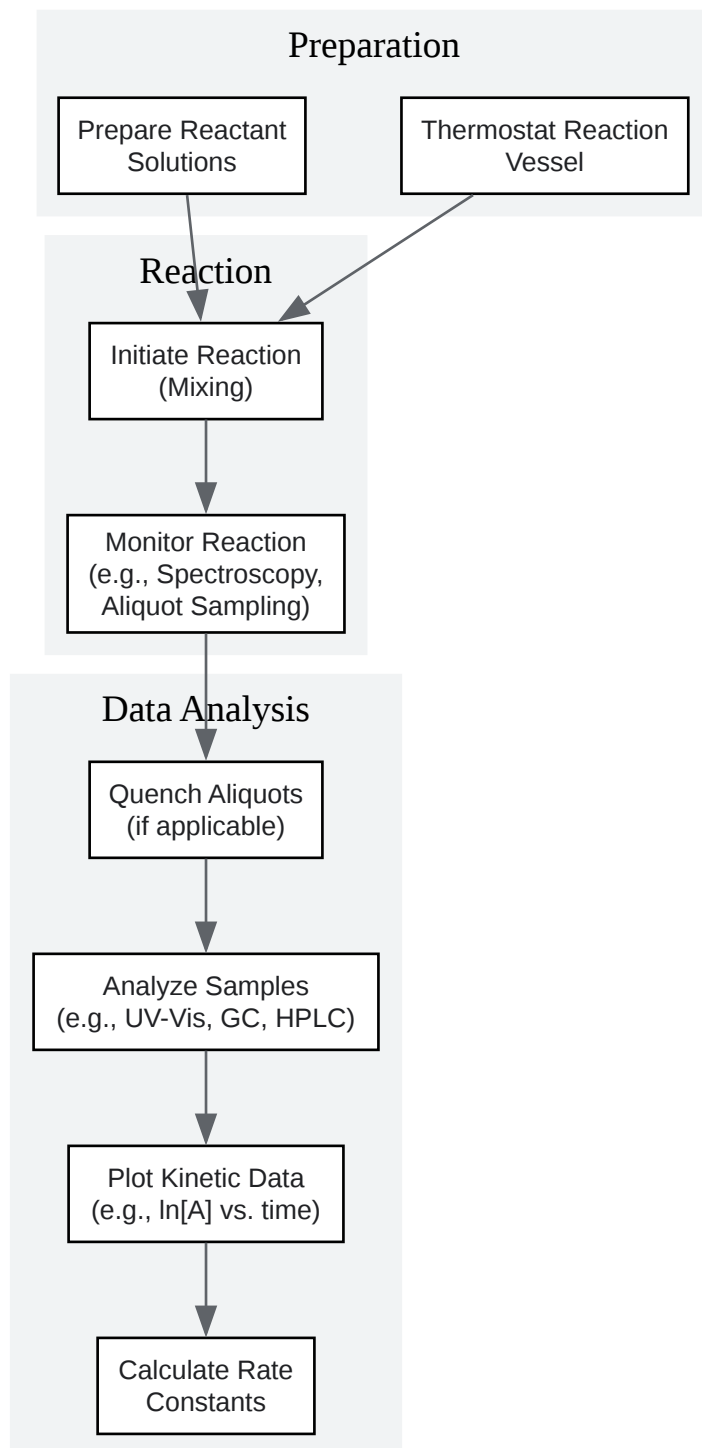 Preparation
Prepare Reactant
Solutions
Thermostat Reaction
Vessel
Reaction
Initiate Reaction
(Mixing)
Monitor Reaction
(e.g., Spectroscopy,
Aliquot Sampling)
Data Analysis
Quench Aliquots
(if applicable)
Analyze Samples
(e.g., UV-Vis, GC, HPLC)
Plot Kinetic Data
(e.g., ln[A] vs. time)
Calculate Rate
Constants